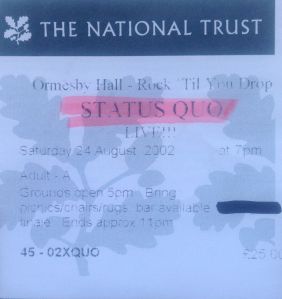 THE NATIONAL TRUST
Ormesby Hall - Rock 'Til You Drop
STATUS QUO
LIVE!!!
Saturday 24 August 2002 at 7pm
Adult - A
Grounds open 5pm. Bring
picnics/chairs/rugs, bar available
finale. Ends approx 11pm
45 - 02XQUO £25.00